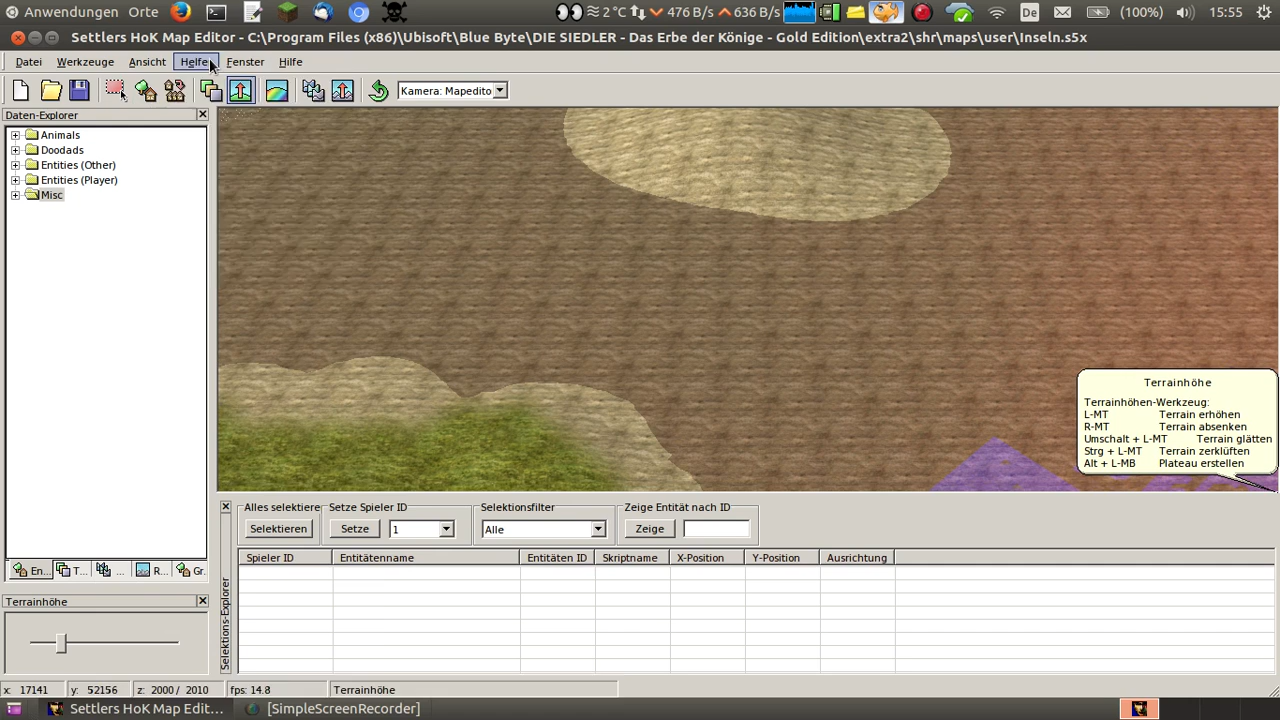 Anwendungen Orte 2 °C 476 B/s 636 B/s De (100%) 15:55
Settlers HoK Map Editor - C:\Program Files (x86)\Ubisoft\Blue Byte\DIE SIEDLER - Das Erbe der Könige - Gold Edition\extra2\shr\maps\user\Inseln.s5x
Datei Werkzeuge Ansicht Helfe Fenster Hilfe
Kamera: Mapedito
Daten-Explorer
Animals
Doodads
Entities (Other)
Entities (Player)
Misc
Terrainhöhe
Terrainhöhen-Werkzeug:
L-MT Terrain erhöhen
R-MT Terrain absenken
Umschalt + L-MT Terrain glätten
Strg + L-MT Terrain zerklüften
Alt + L-MB Plateau erstellen
Alles selektiere Setze Spieler ID Selektionsfilter Zeige Entität nach ID
Selektieren Setze 1 Alle Zeige
Spieler ID Entitätenname Entitäten ID Skriptname X-Position Y-Position Ausrichtung
Selektions-Explorer
En... T... ... R... Gr.
Terrainhöhe
x: 17141 y: 52156 z: 2000 / 2010 fps: 14.8 Terrainhöhe
Settlers HoK Map Edit... [SimpleScreenRecorder]